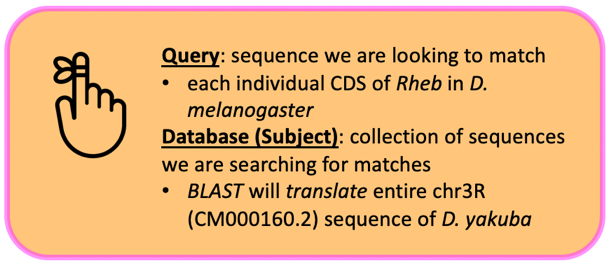 Query: sequence we are looking to match
• each individual CDS of Rheb in D.
melanogaster
Database (Subject): collection of sequences
we are searching for matches
• BLAST will translate entire chr3R
(CM000160.2) sequence of D. yakuba